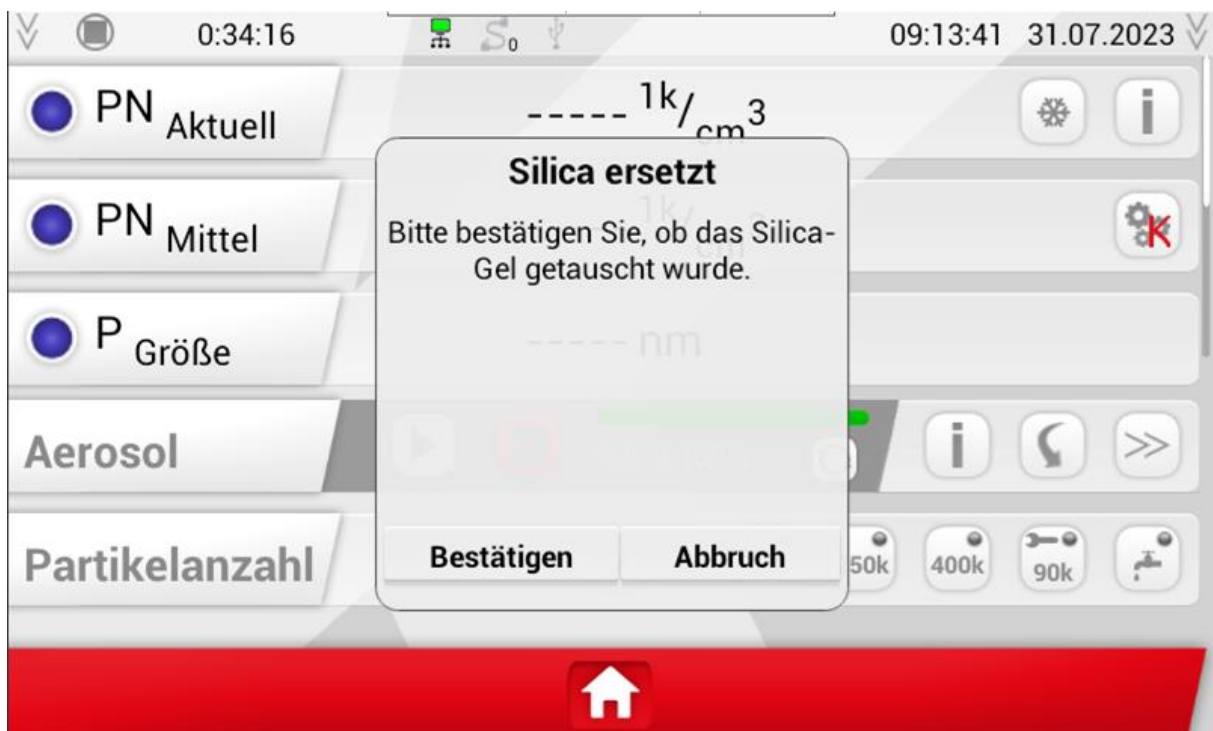 0:34:16 0 09:13:41 31.07.2023
PN Aktuell ----- 1k/cm3
Silica ersetzt
PN Mittel
Bitte bestätigen Sie, ob das Silica-
Gel getauscht wurde.
P Größe ----- nm
Aerosol
Partikelanzahl Bestätigen Abbruch 50k 400k 90k